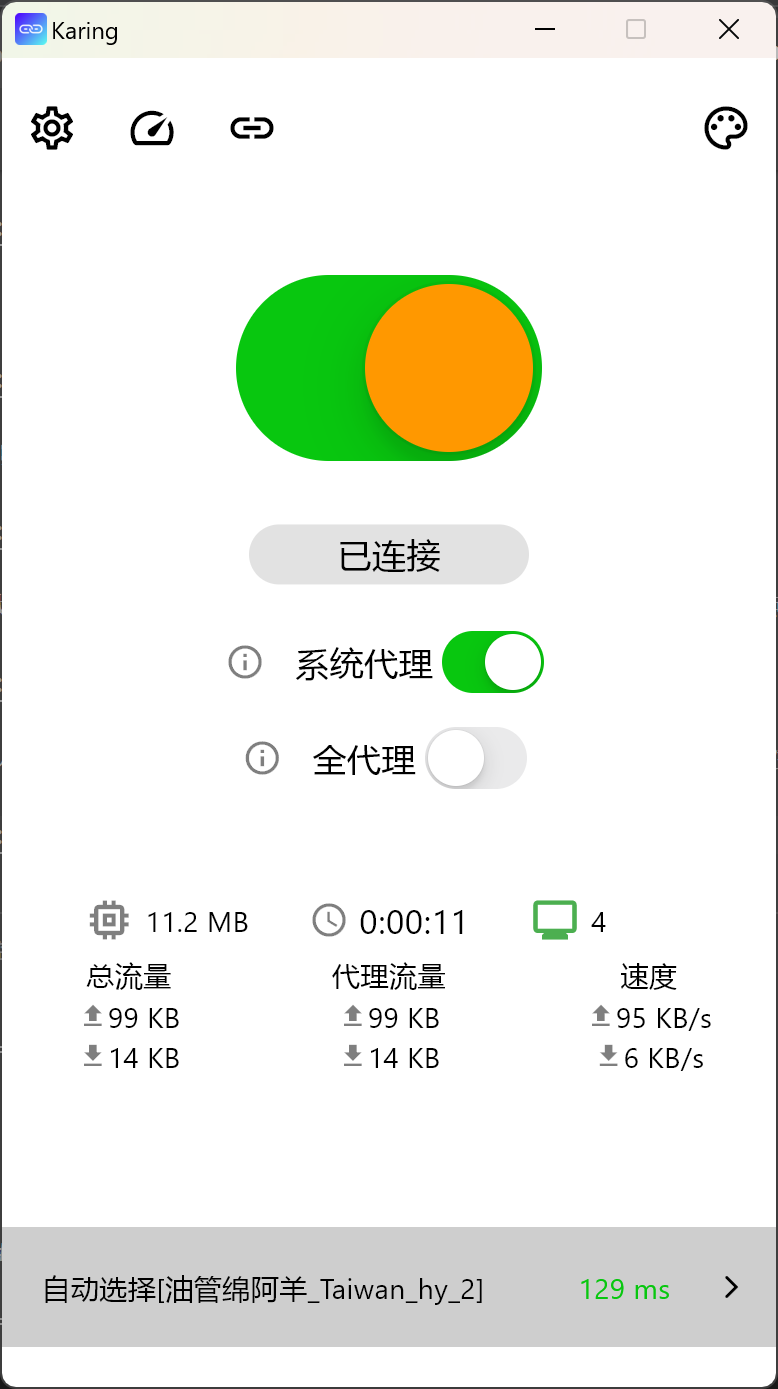 Karing
已连接
系统代理
全代理
11.2 MB 0:00:11 4
总流量 代理流量 速度
99 KB 99 KB 95 KB/s
14 KB 14 KB 6 KB/s
自动选择[油管绵阿羊_Taiwan_hy_2] 129 ms